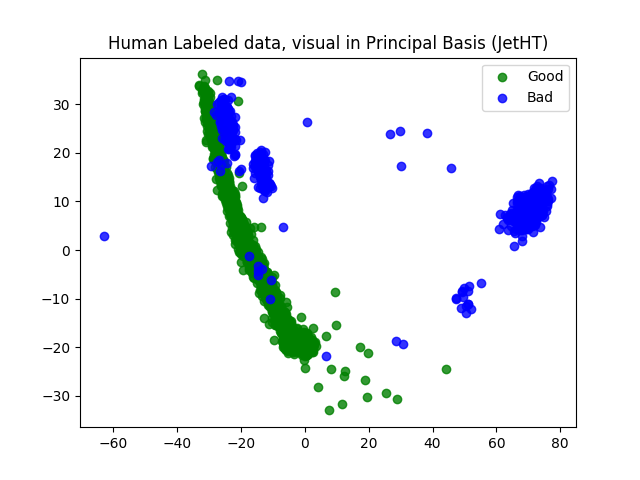 Human Labeled data, visual in Principal Basis (JetHT)
Good
Bad
30
20
10
0
−10
−20
−30
−60 −40 −20 0 20 40 60 80